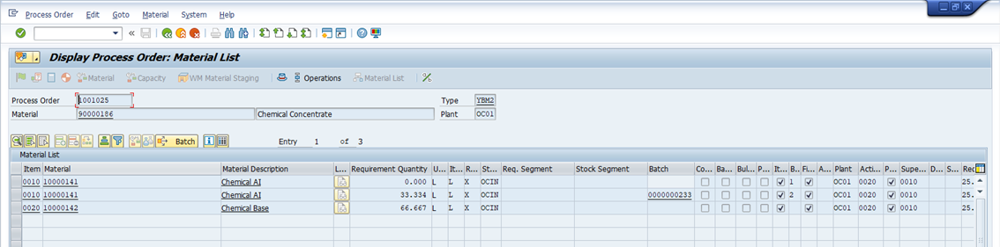 Process Order Edit Goto Material System Help
Display Process Order: Material List
Material Capacity WM Material Staging Operations Material List
Process Order 1001025 Type YBM2
Material 90000186 Chemical Concentrate Plant OC01
Batch Entry 1 of 3
Material List
Item Material Material Description L... Requirement Quantity U... It... R... St... Req. Segment Stock Segment Batch Co... Ba... Bul... P... It... B... Fi... A... Plant Acti... P... Supe... D... S... Rec
0010 10000141 Chemical AI 0.000 L L X OCIN 1 OC01 0020 0010 25.
0010 10000141 Chemical AI 33.334 L L X OCIN 0000000233 2 OC01 0020 0010 25.
0020 10000142 Chemical Base 66.667 L L X OCIN OC01 0020 0010 25.